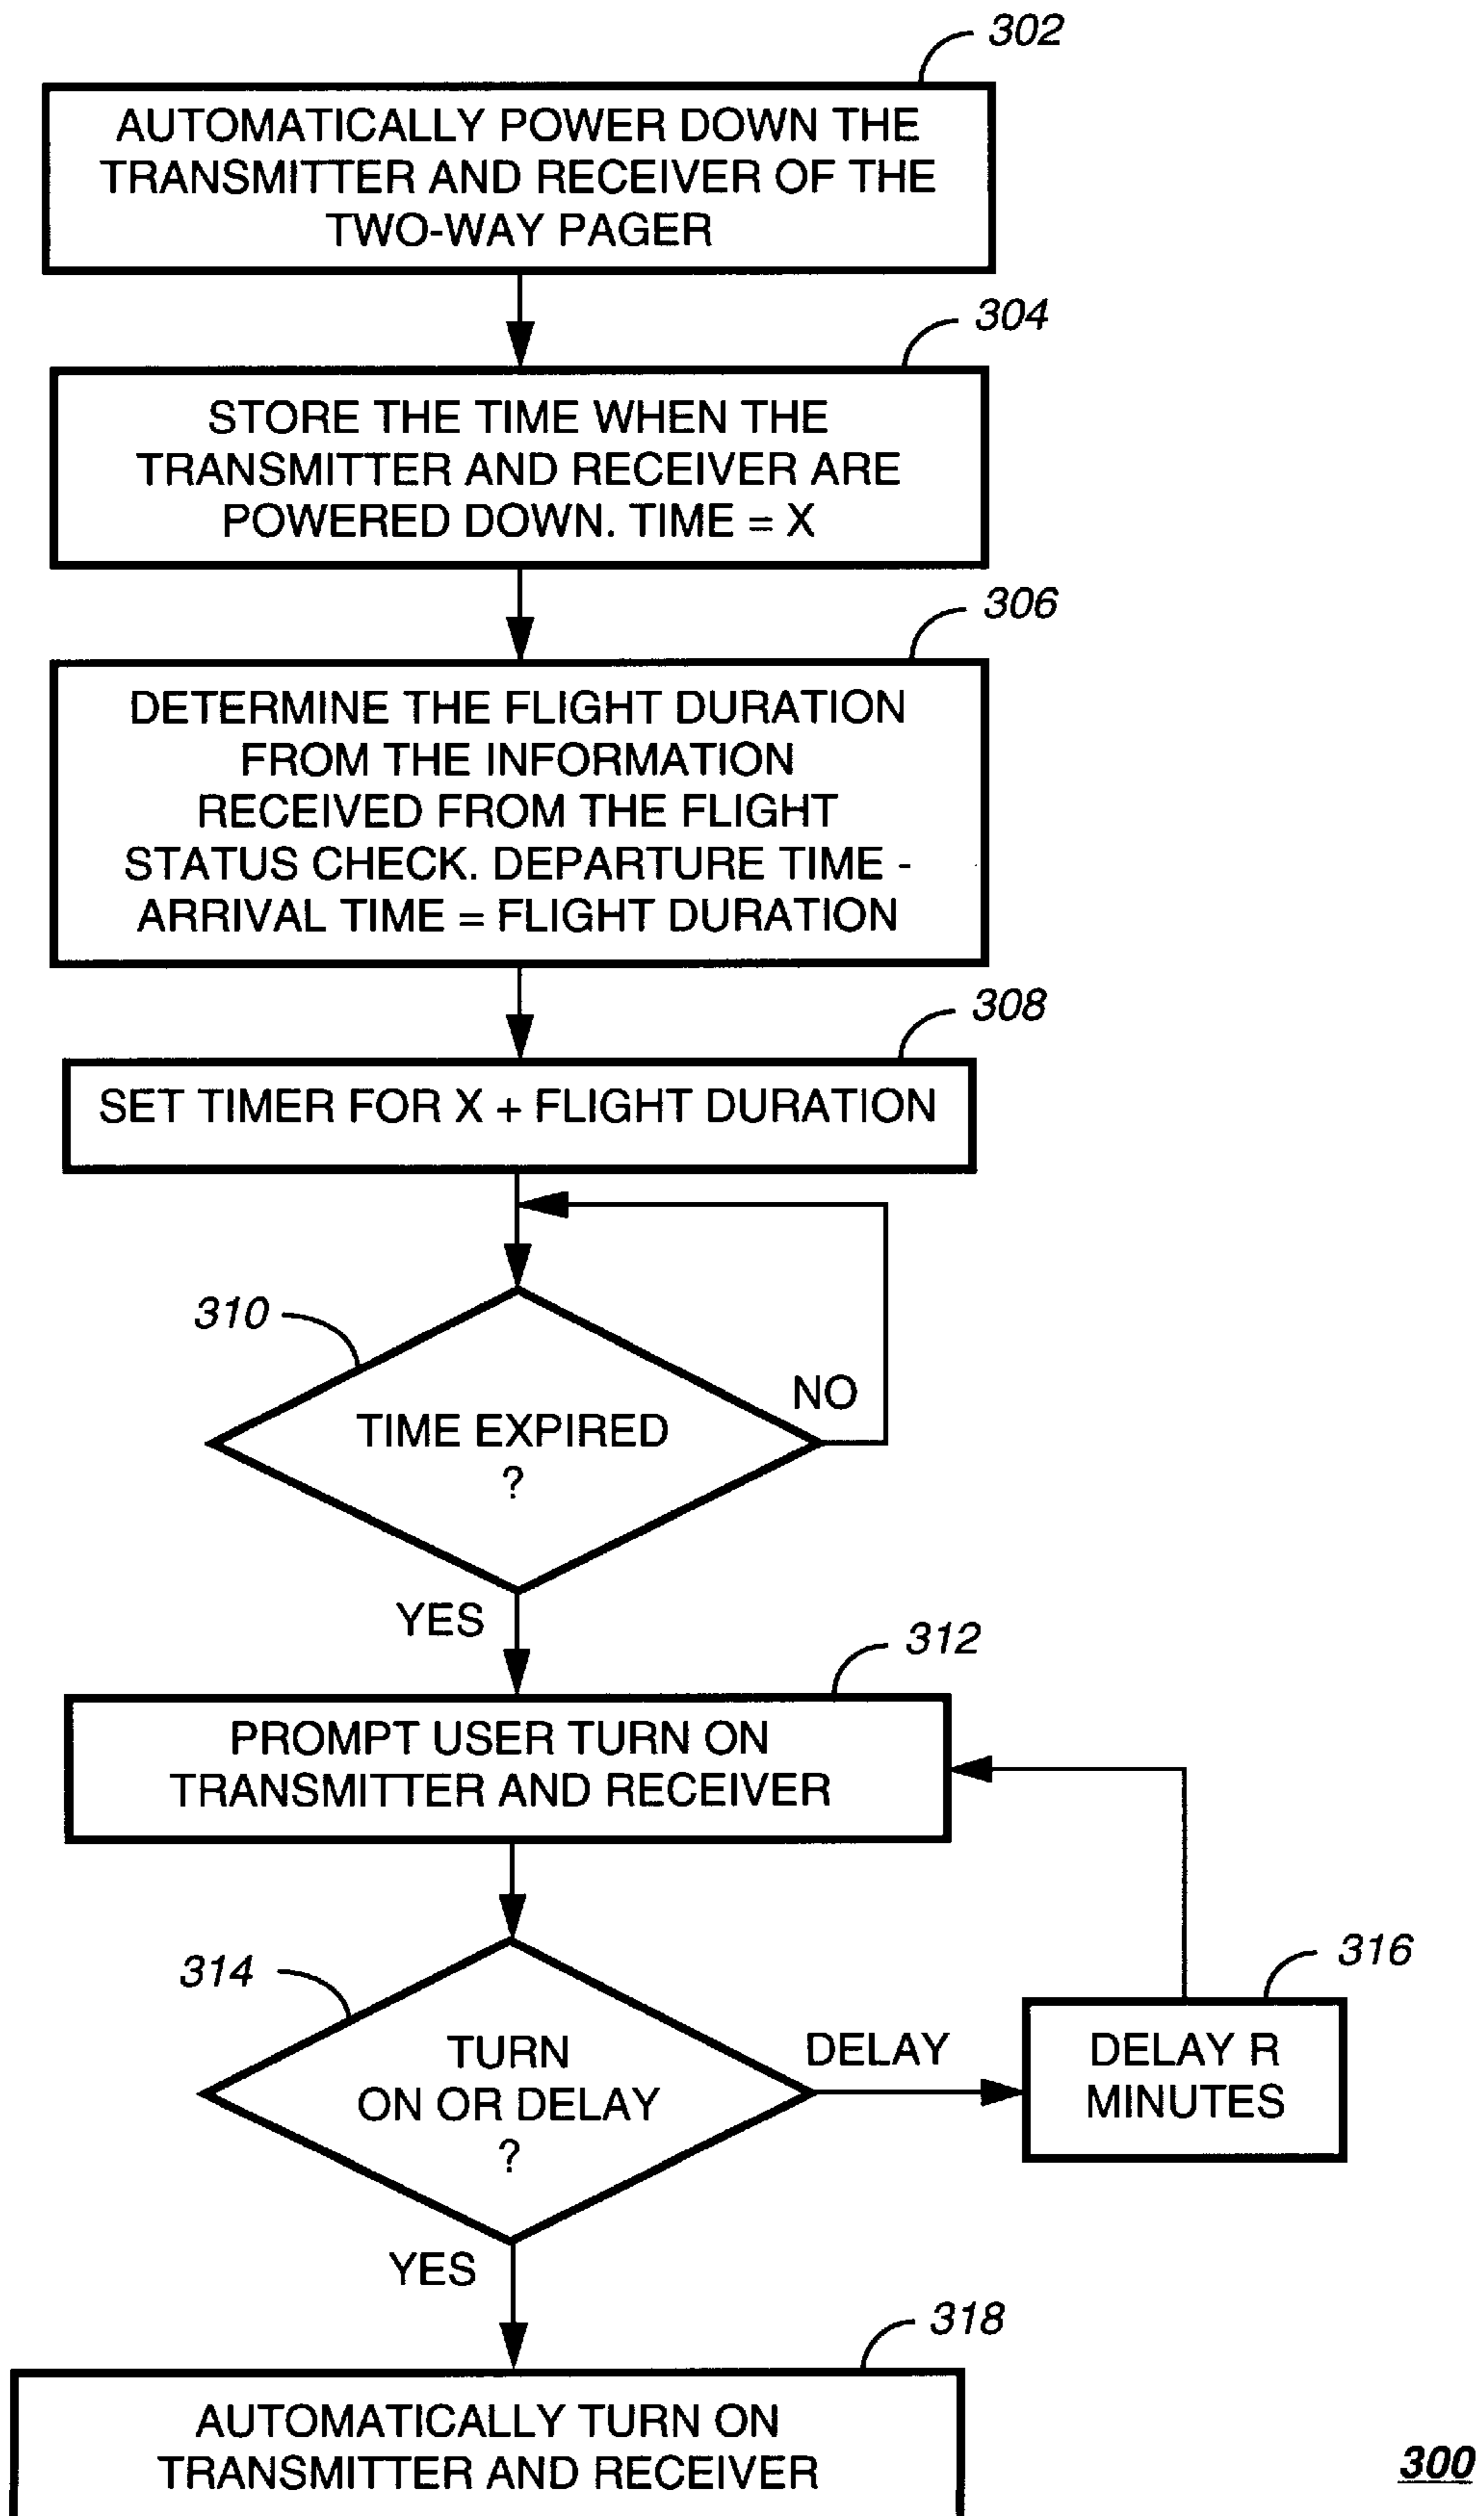 302
AUTOMATICALLY POWER DOWN THE
TRANSMITTER AND RECEIVER OF THE
TWO-WAY PAGER
304
STORE THE TIME WHEN THE
TRANSMITTER AND RECEIVER ARE
POWERED DOWN. TIME = X
306
DETERMINE THE FLIGHT DURATION
FROM THE INFORMATION
RECEIVED FROM THE FLIGHT
STATUS CHECK. DEPARTURE TIME -
ARRIVAL TIME = FLIGHT DURATION
308
SET TIMER FOR X + FLIGHT DURATION
310
NO
TIME EXPIRED
?
YES
312
PROMPT USER TURN ON
TRANSMITTER AND RECEIVER
314
316
TURN
ON OR DELAY
?
DELAY
DELAY R
MINUTES
YES
318
AUTOMATICALLY TURN ON
TRANSMITTER AND RECEIVER
300